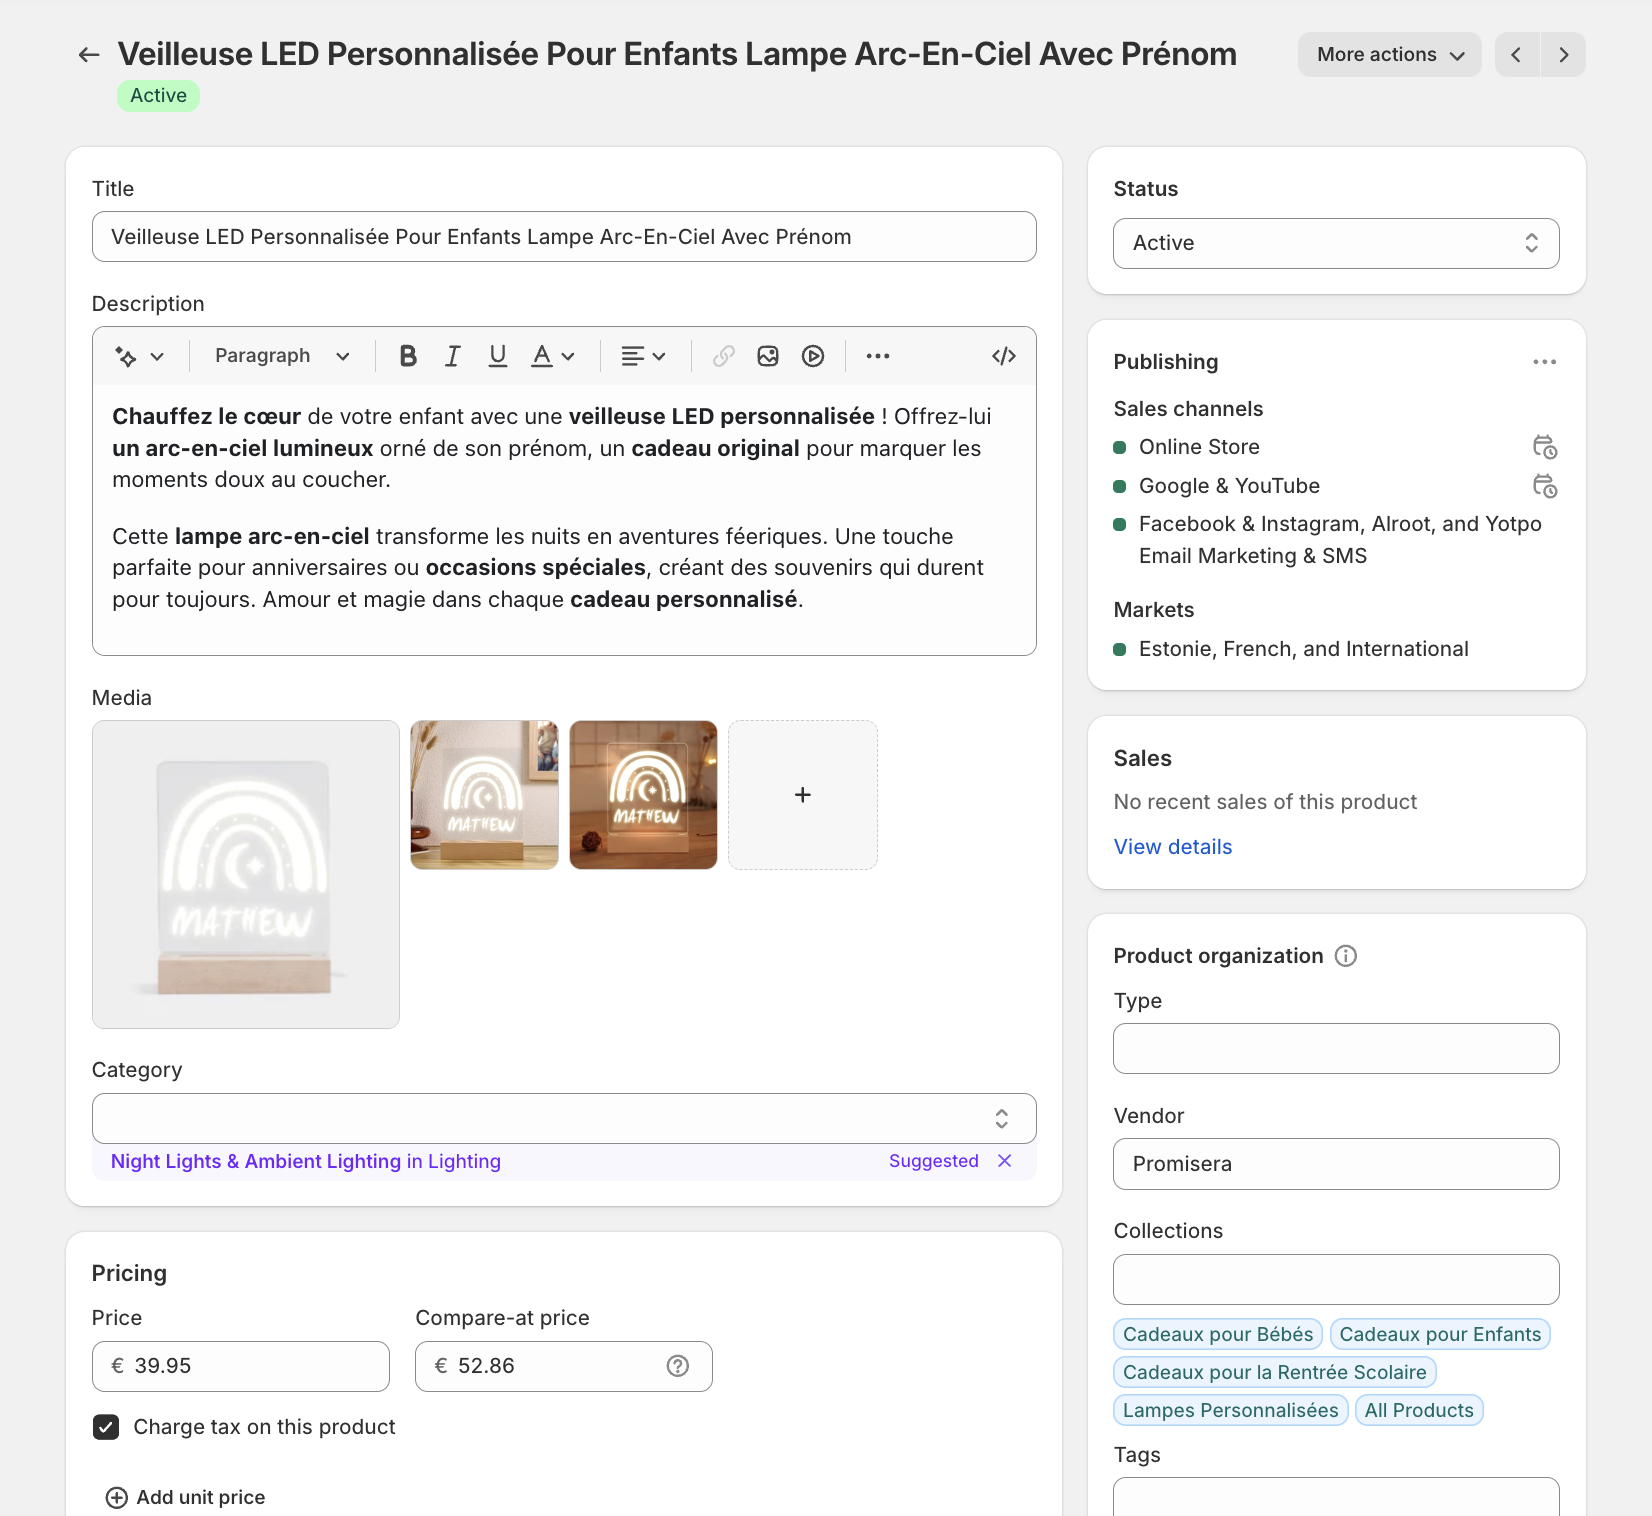 Veilleuse LED Personnalisée Pour Enfants Lampe Arc-En-Ciel Avec Prénom
More actions
Active
Title
Veilleuse LED Personnalisée Pour Enfants Lampe Arc-En-Ciel Avec Prénom
Description
Paragraph
B I U A
Chauffez le cœur de votre enfant avec une veilleuse LED personnalisée ! Offrez-lui
un arc-en-ciel lumineux orné de son prénom, un cadeau original pour marquer les
moments doux au coucher.
Cette lampe arc-en-ciel transforme les nuits en aventures féeriques. Une touche
parfaite pour anniversaires ou occasions spéciales, créant des souvenirs qui durent
pour toujours. Amour et magie dans chaque cadeau personnalisé.
Media
MATHEW
MATHEW
MATHEW
Category
Night Lights & Ambient Lighting in Lighting
Suggested
Pricing
Price
Compare-at price
€ 39.95
€ 52.86
Charge tax on this product
Add unit price
Status
Active
Publishing
Sales channels
Online Store
Google & YouTube
Facebook & Instagram, Alroot, and Yotpo
Email Marketing & SMS
Markets
Estonie, French, and International
Sales
No recent sales of this product
View details
Product organization
Type
Vendor
Promisera
Collections
Cadeaux pour Bébés
Cadeaux pour Enfants
Cadeaux pour la Rentrée Scolaire
Lampes Personnalisées
All Products
Tags